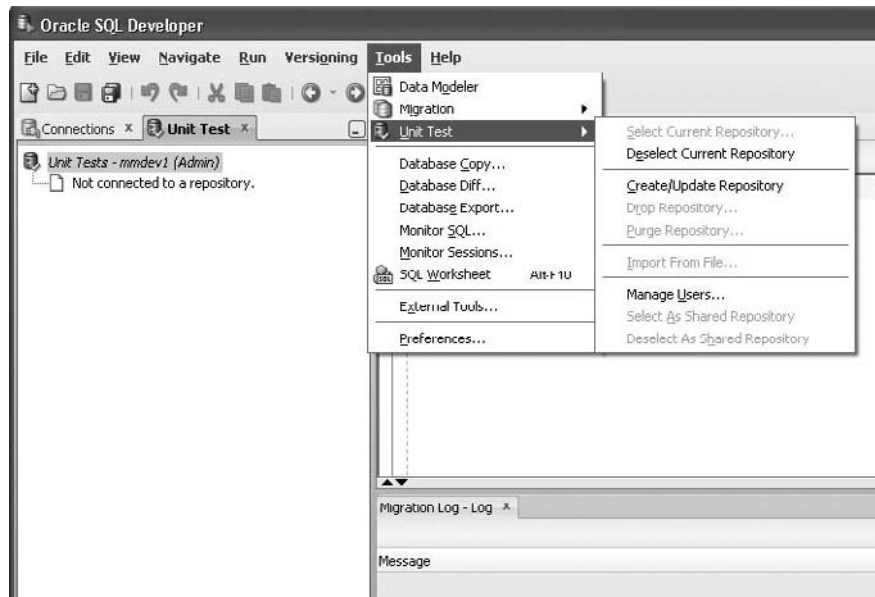 Oracle SQL Developer
File Edit View Navigate Run Versioning Tools Help
Connections x Unit Test x
Unit Tests - mmdev1 (Admin)
Not connected to a repository.
Data Modeler
Migration
Unit Test
Database Copy...
Database Diff...
Database Export...
Monitor SQL...
Monitor Sessions...
SQL Worksheet Alt-F10
External Tools...
Preferences...
Select Current Repository...
Deselect Current Repository
Create/Update Repository
Drop Repository...
Purge Repository...
Import From File...
Manage Users...
Select As Shared Repository
Deselect As Shared Repository
Migration Log - Log x
Message